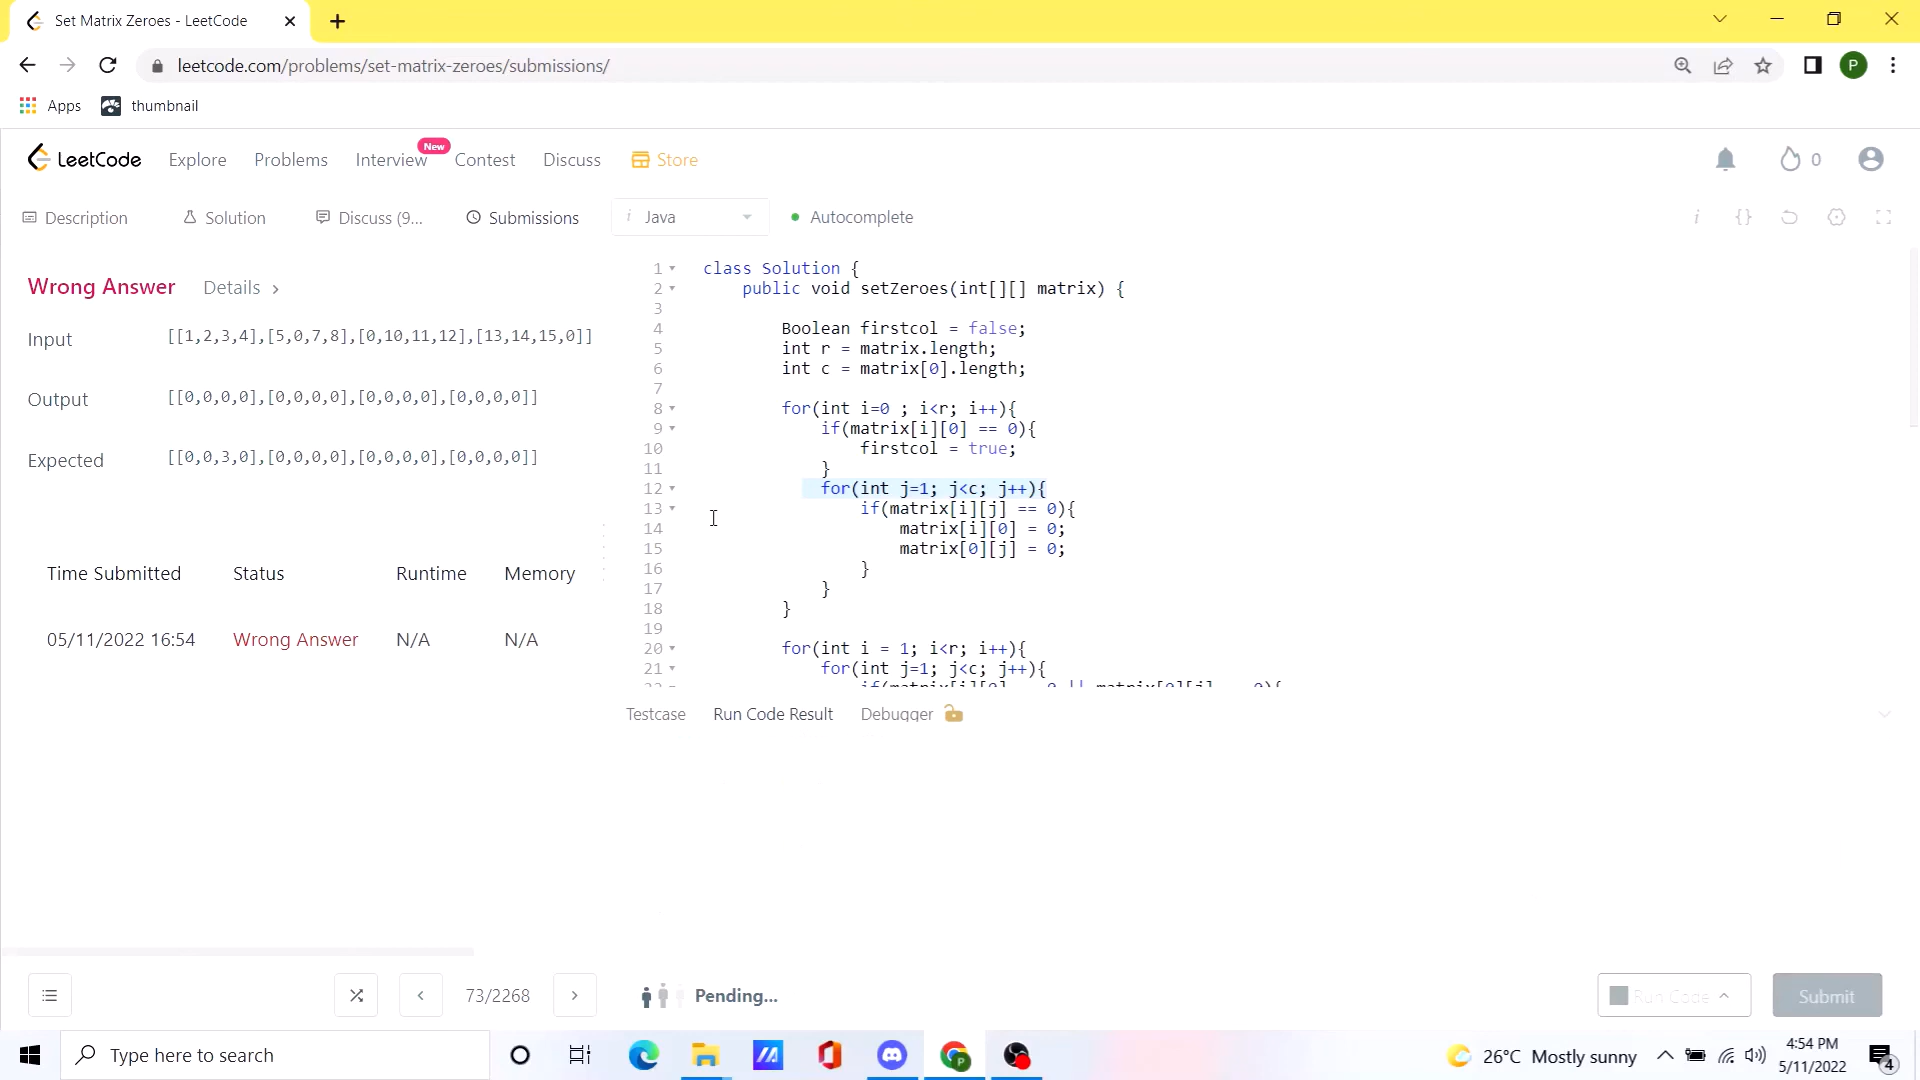 Set Matrix Zeroes - LeetCode
leetcode.com/problems/set-matrix-zeroes/submissions/
P
Apps
thumbnail
LeetCode
Explore
Problems
Interview
New
Contest
Discuss
Store
0
Description
Solution
Discuss (9...
Submissions
i Java
Autocomplete
i
{}
Wrong Answer
Details
Input
[[1,2,3,4],[5,0,7,8],[0,10,11,12],[13,14,15,0]]
Output
[[0,0,0,0],[0,0,0,0],[0,0,0,0],[0,0,0,0]]
Expected
[[0,0,3,0],[0,0,0,0],[0,0,0,0],[0,0,0,0]]
Time Submitted Status Runtime Memory
05/11/2022 16:54 Wrong Answer N/A N/A
1 class Solution {
2 public void setZeroes(int[][] matrix) {
3
4 Boolean firstcol = false;
5 int r = matrix.length;
6 int c = matrix[0].length;
7
8 for(int i=0 ; i<r; i++){
9 if(matrix[i][0] == 0){
10 firstcol = true;
11 }
12 for(int j=1; j<c; j++){
13 if(matrix[i][j] == 0){
14 matrix[i][0] = 0;
15 matrix[0][j] = 0;
16 }
17 }
18 }
19
20 for(int i = 1; i<r; i++){
21 for(int j=1; j<c; j++){
Testcase
Run Code Result
Debugger
73/2268
Pending...
Run Code
Submit
Type here to search
P
26°C Mostly sunny
4:54 PM
5/11/2022
4